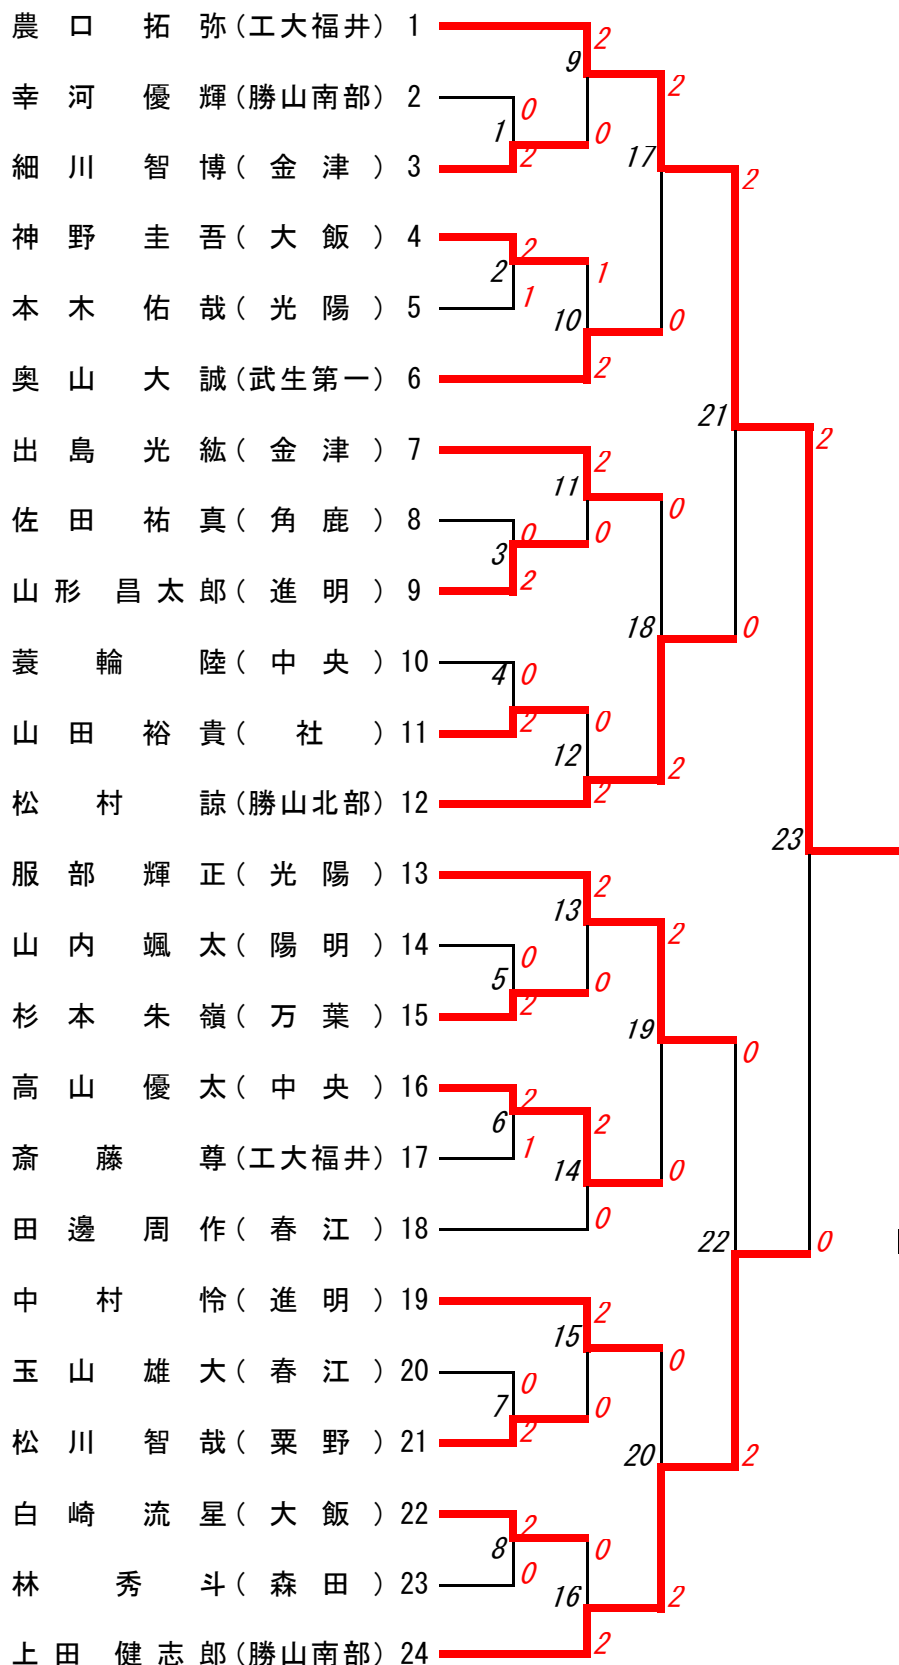 農口 拓弥(工大福井) 1
2
9
2
幸河 優輝(勝山南部) 2
0
1
0
17
細川 智博(金津) 3
2
2
神野 圭吾(大飯) 4
2
2
1
本木 佑哉(光陽) 5
1
10
0
奥山 大誠(武生第一) 6
2
21
2
出島 光紘(金津) 7
2
11
0
佐田 祐真(角鹿) 8
0
0
3
山形 昌太郎(進明) 9
2
18
0
蓑輪 陸(中央) 10
4
0
山田 裕貴(社) 11
2
0
12
2
松村 諒(勝山北部) 12
2
23
服部 輝正(光陽) 13
2
13
2
山内 颯太(陽明) 14
0
5
0
杉本 朱嶺(万葉) 15
2
19
0
高山 優太(中央) 16
2
6
2
斎藤 尊(工大福井) 17
1
14
0
田邊 周作(春江) 18
0
22
0
中村 怜(進明) 19
2
15
0
玉山 雄大(春江) 20
0
7
0
松川 智哉(粟野) 21
2
20
2
白崎 流星(大飯) 22
2
8
0
林 秀斗(森田) 23
0
16
2
上田 健志郎(勝山南部) 24
2